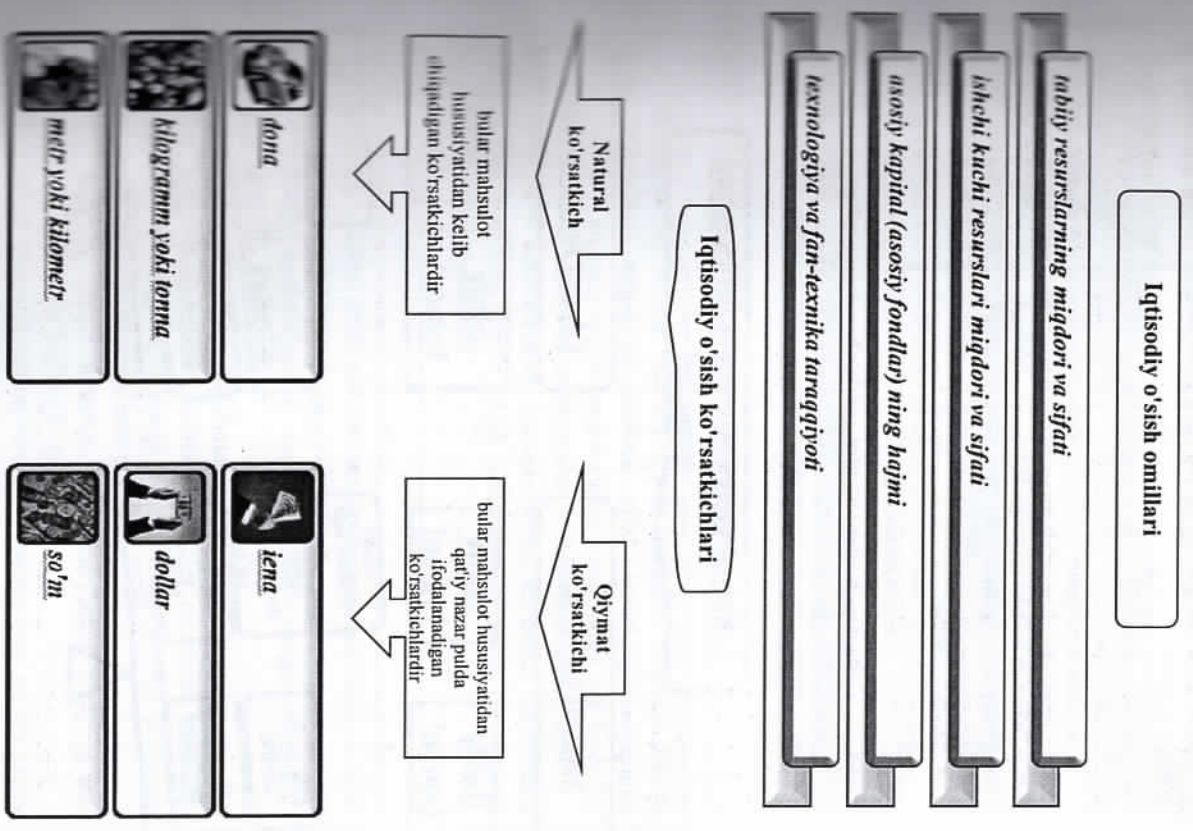 Iqtisodiy o'sish omillari
tabiiy resurslarning miqdori va sifati
ishchi kuchi resurslari miqdori va sifati
asosiy kapital (asosiy fondlar) ning hajmi
texnologiya va fan-texnika taraqqiyoti
Iqtisodiy o'sish ko'rsatkichlari
Natural
ko'rsatkich
bular mahsulot
hususiyatidan kelib
chiqadigan ko'rsatkichlardir
dona
kilogramm yoki tonna
metr yoki kilometr
Qiymat
ko'rsatkichi
bular mahsulot hususiyatidan
qat'iy nazar pulda
ifodalanadigan
ko'rsatkichlardir
iena
dollar
so'm